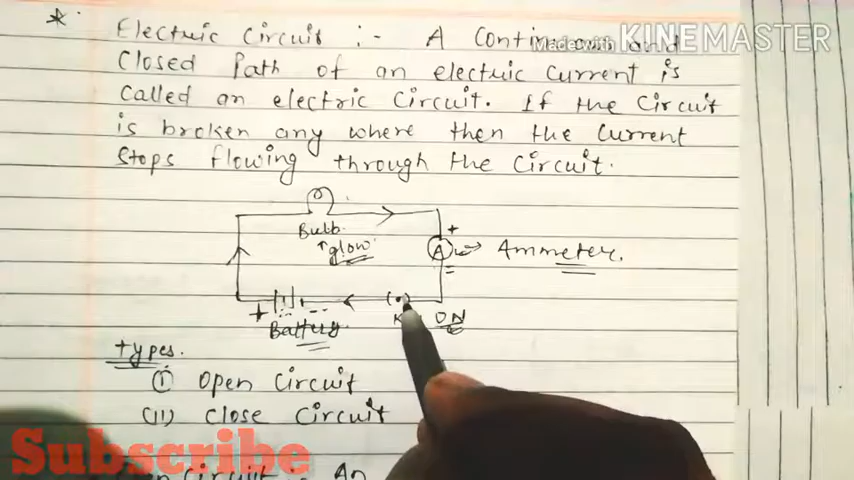 * Electric Circuit :- A Continuous and
Made with KINEMASTER
Closed Path of an electric Current is
Called an electric Circuit. If the Circuit
is broken any where then the Current
Stops flowing through the Circuit.
Bulb
↑glow
+
A → Ammeter.
-
+ -
( • )
K ON
Battery
types.
(i) Open Circuit
(ii) Close Circuit
Subscribe
Circuit - An